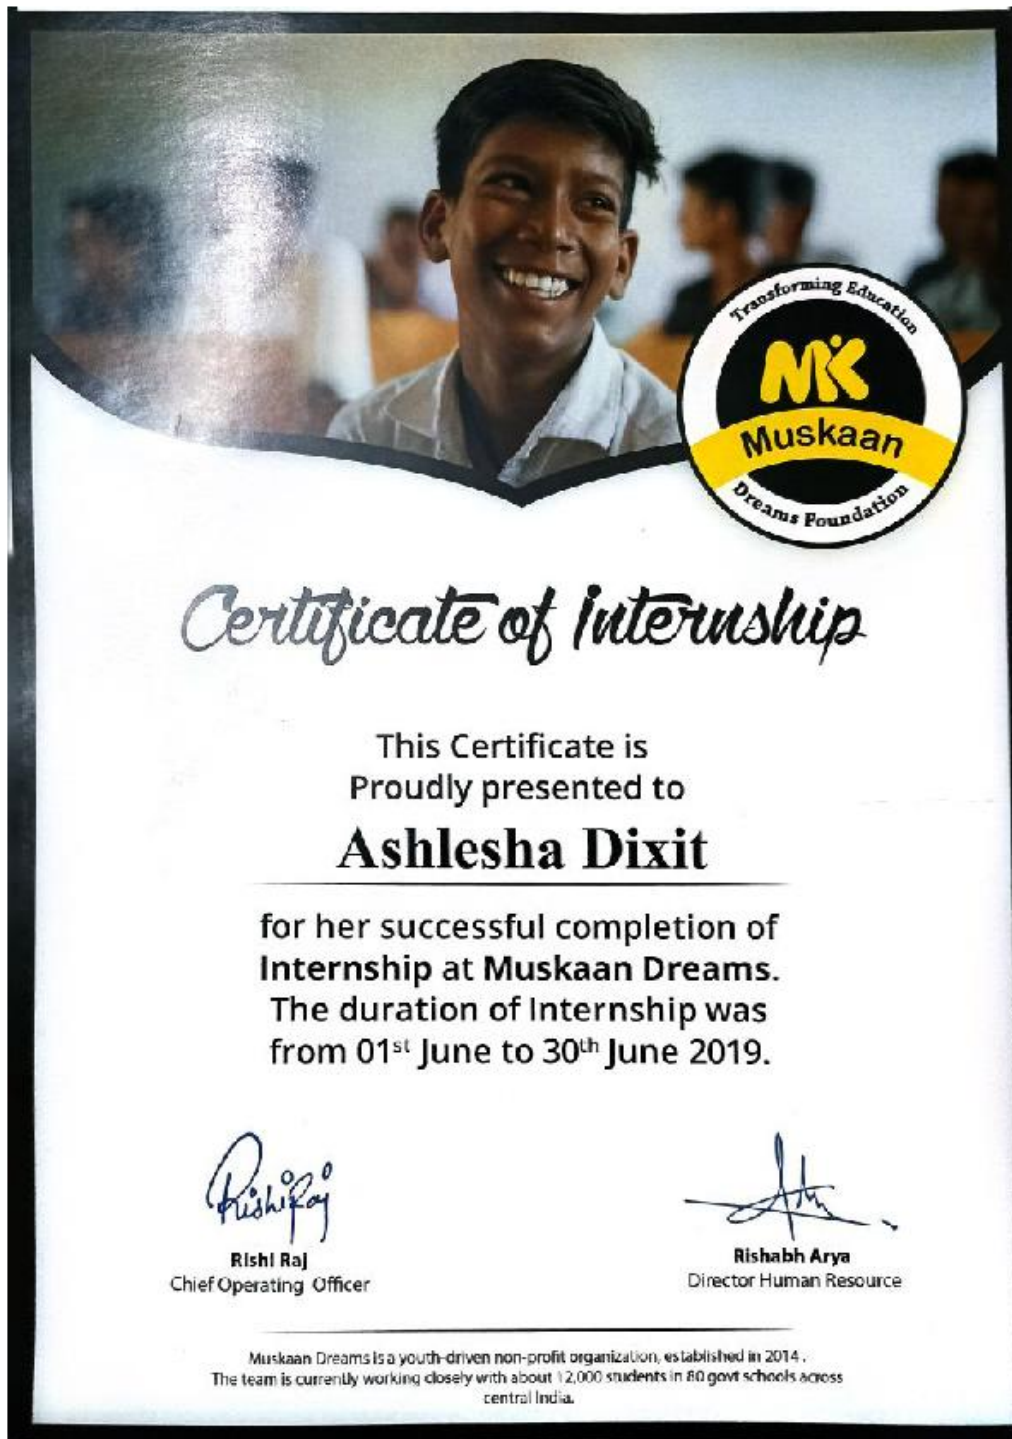 Transforming Education
MK
Muskaan
Dreams Foundation
Certificate of Internship
This Certificate is
Proudly presented to
Ashlesha Dixit
for her successful completion of
Internship at Muskaan Dreams.
The duration of Internship was
from 01st June to 30th June 2019.
RishiRaj
Rishi Raj
Chief Operating Officer
Rishabh Arya
Director Human Resource
Muskaan Dreams is a youth-driven non-profit organization, established in 2014.
The team is currently working closely with about 12,000 students in 80 govt schools across
central India.